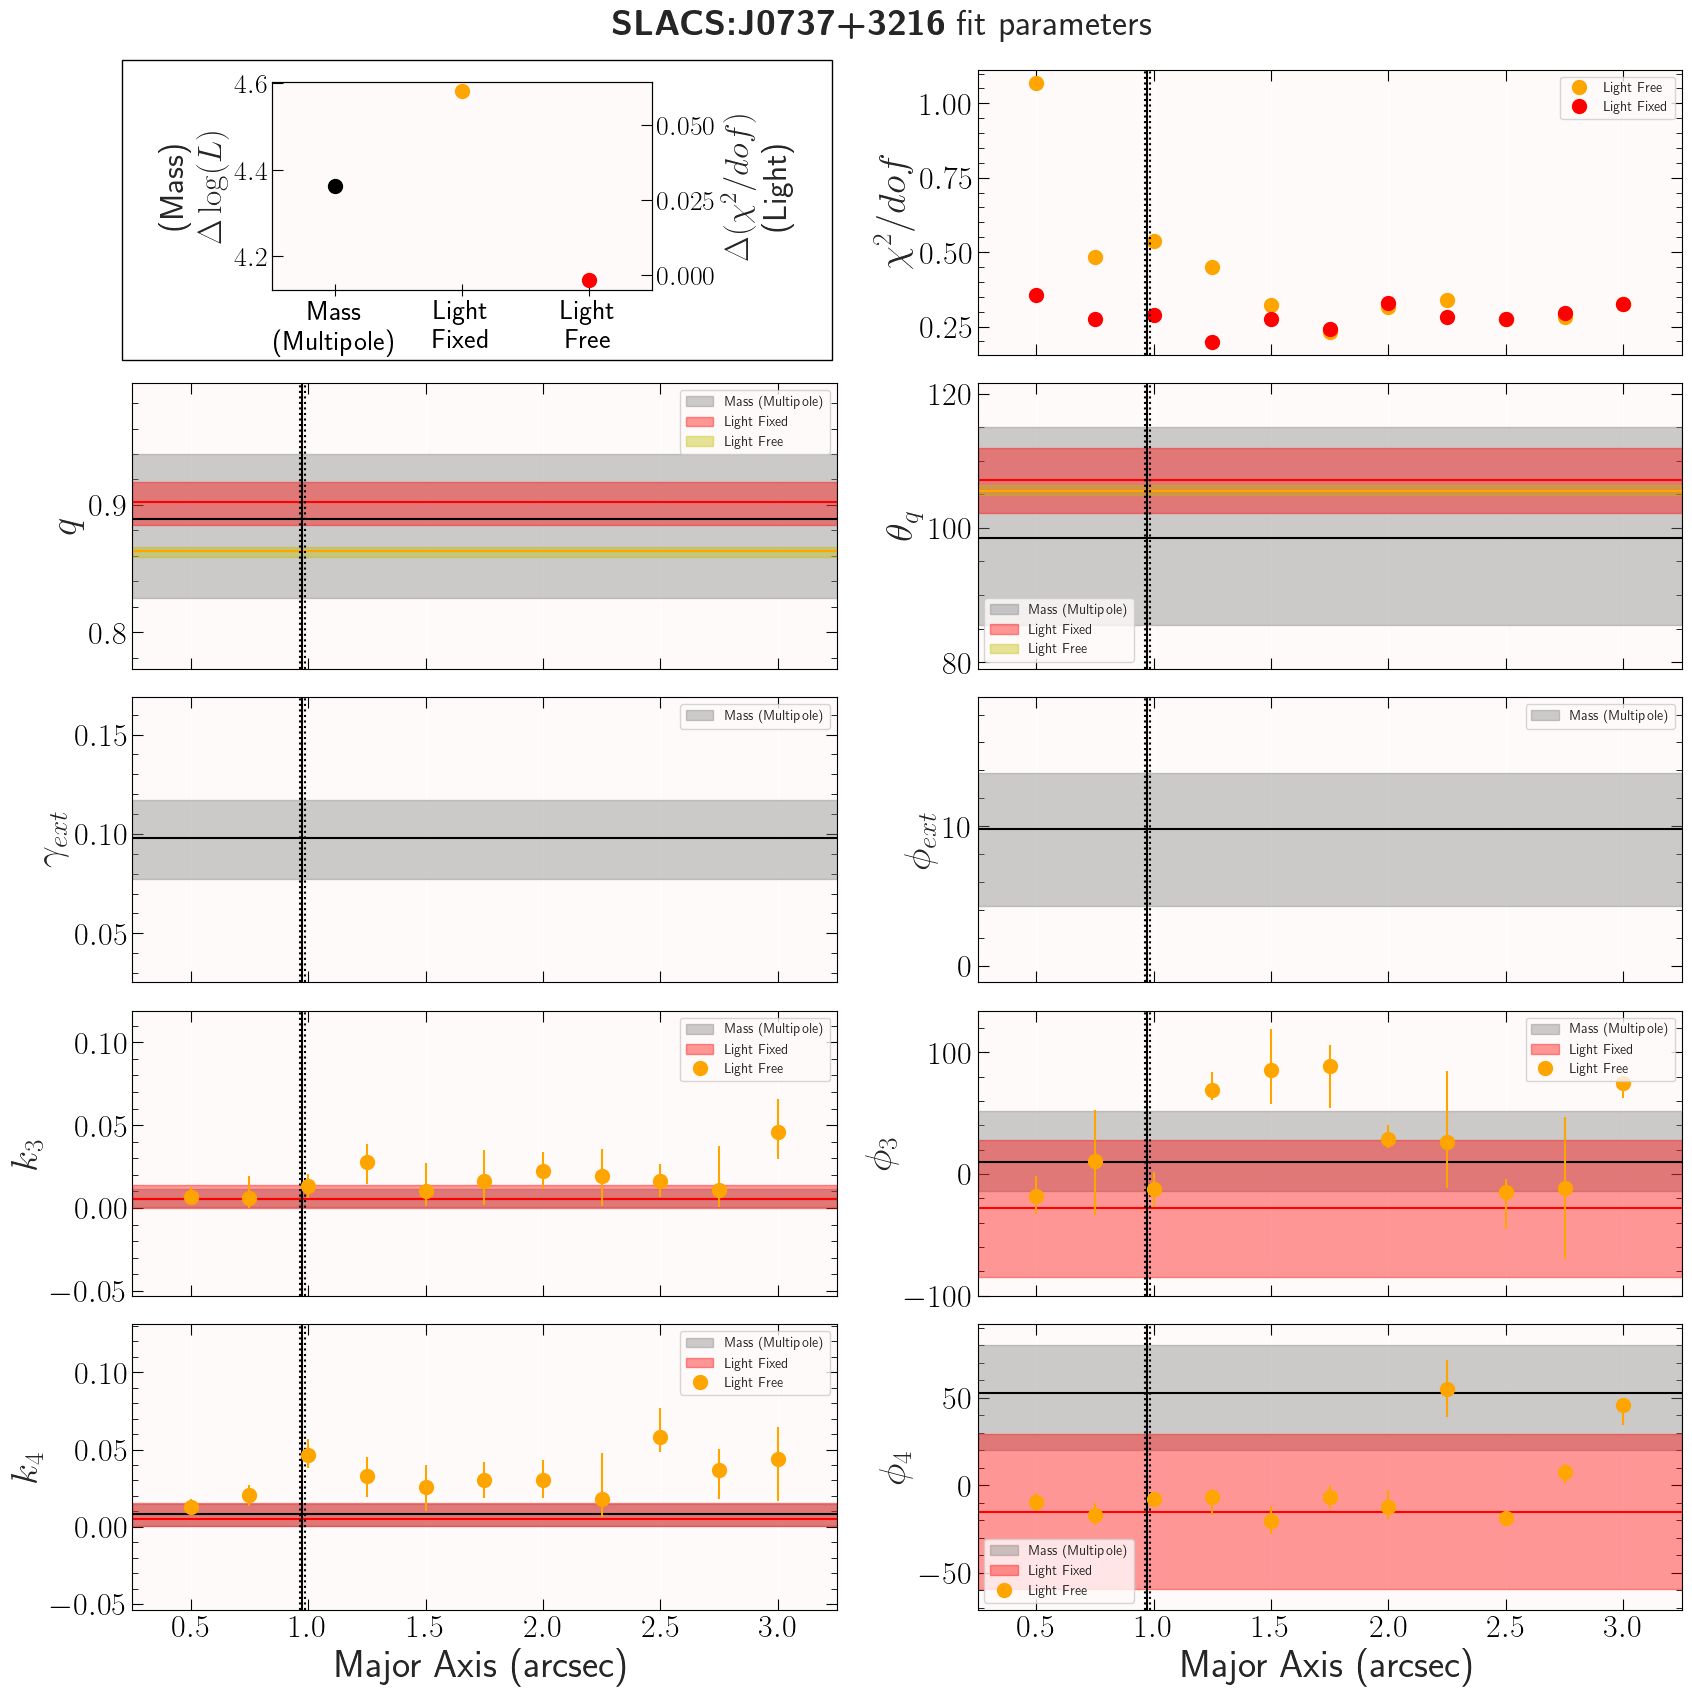 SLACS:J0737+3216 fit parameters
(Mass)
Δ log(L)
4.6
4.4
4.2
0.050
0.025
0.000
Δ(χ²/dof)
(Light)
Mass
(Multipole)
Light
Fixed
Light
Free
χ²/dof
1.00
0.75
0.50
0.25
Light Free
Light Fixed
q
0.9
0.8
Mass (Multipole)
Light Fixed
Light Free
θ_q
120
100
80
Mass (Multipole)
Light Fixed
Light Free
γ_ext
0.15
0.10
0.05
Mass (Multipole)
ϕ_ext
10
0
Mass (Multipole)
k₃
0.10
0.05
0.00
−0.05
Mass (Multipole)
Light Fixed
Light Free
ϕ₃
100
0
−100
Mass (Multipole)
Light Fixed
Light Free
k₄
0.10
0.05
0.00
−0.05
Mass (Multipole)
Light Fixed
Light Free
0.5 1.0 1.5 2.0 2.5 3.0
Major Axis (arcsec)
ϕ₄
50
0
−50
Mass (Multipole)
Light Fixed
Light Free
0.5 1.0 1.5 2.0 2.5 3.0
Major Axis (arcsec)